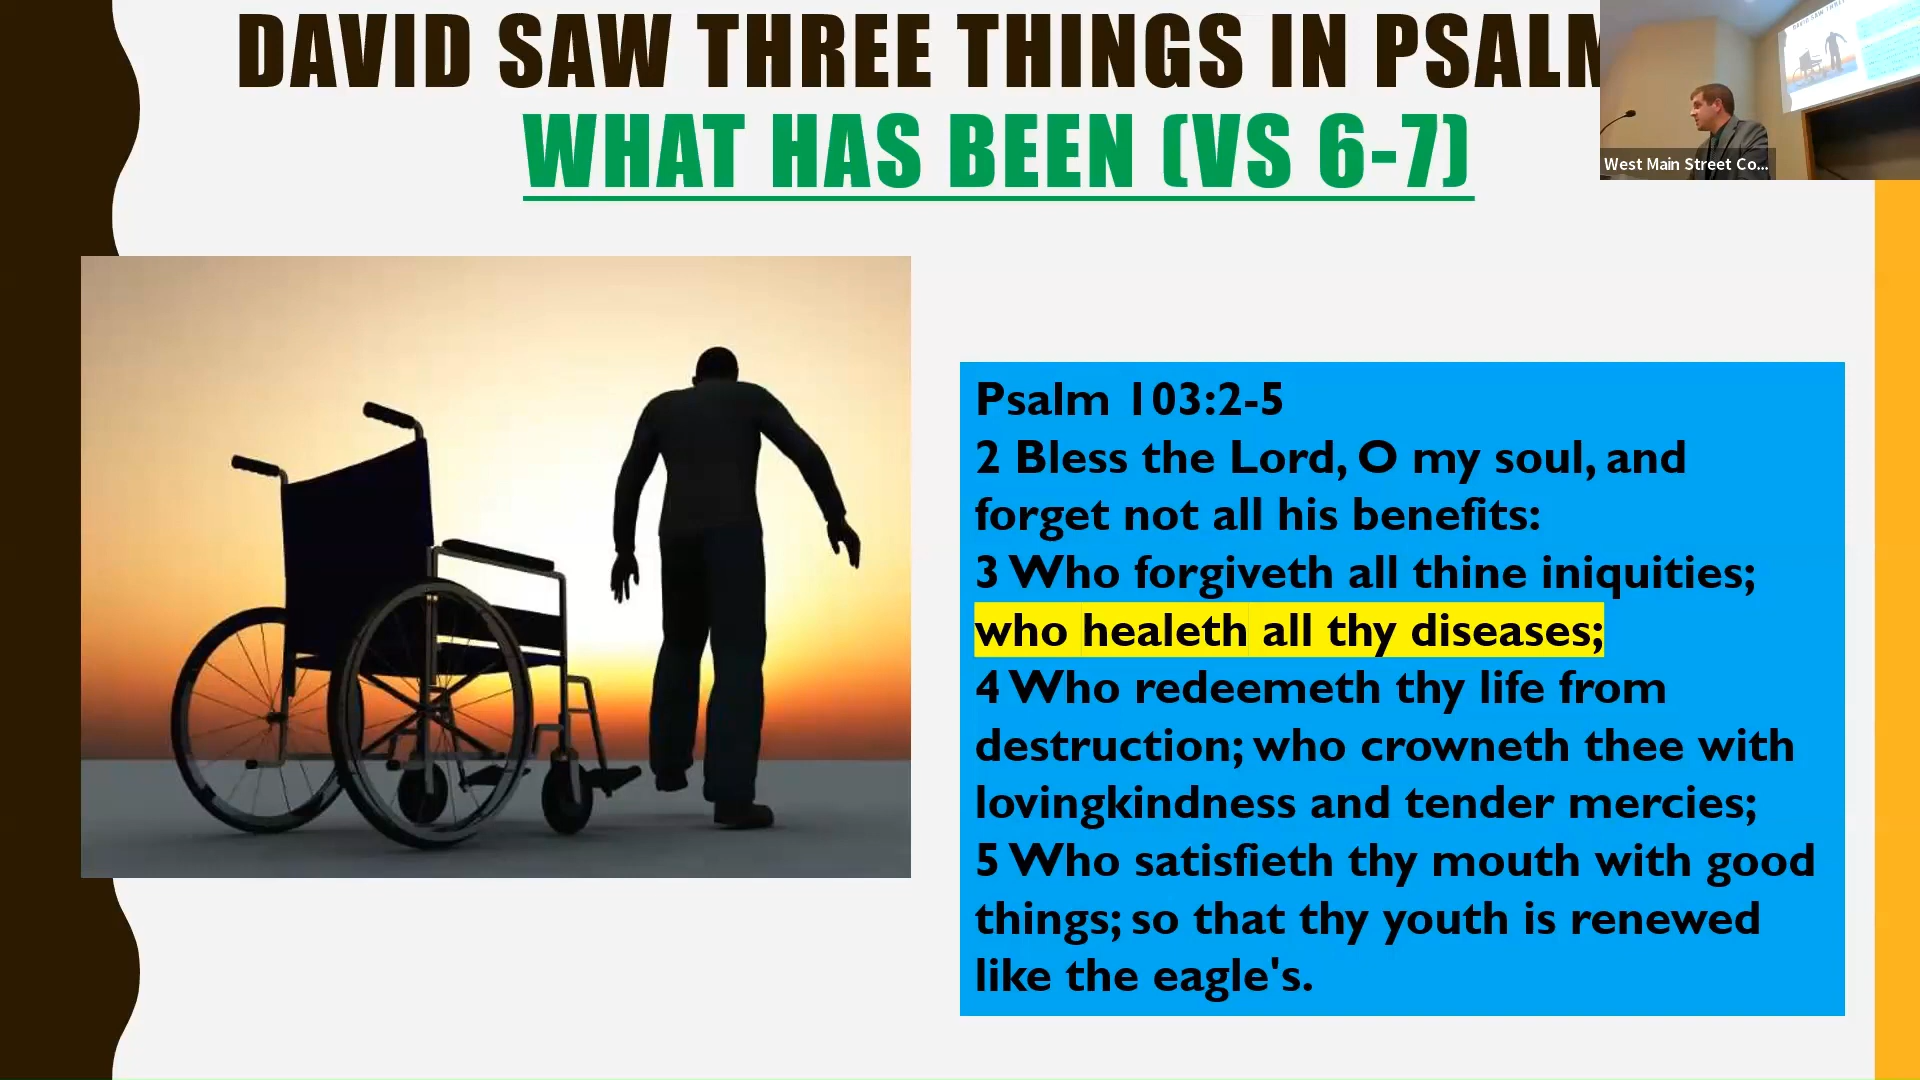 DAVID SAW THREE THINGS IN PSALM
WHAT HAS BEEN (VS 6-7)
West Main Street Co...
Psalm 103:2-5
2 Bless the Lord, O my soul, and
forget not all his benefits:
3 Who forgiveth all thine iniquities;
who healeth all thy diseases;
4 Who redeemeth thy life from
destruction; who crowneth thee with
lovingkindness and tender mercies;
5 Who satisfieth thy mouth with good
things; so that thy youth is renewed
like the eagle's.